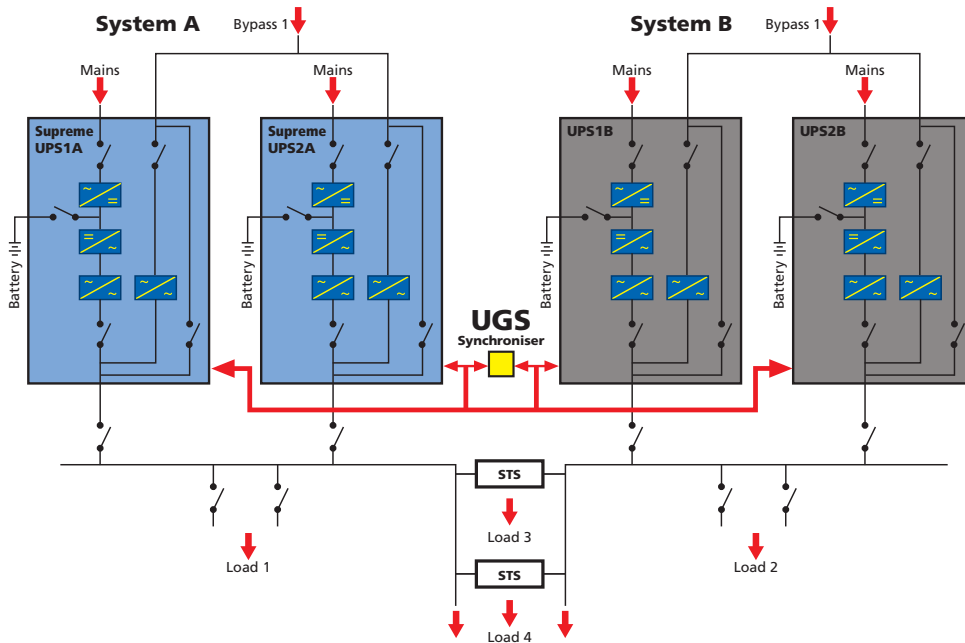 System A
Bypass 1
System B
Bypass 1
Mains
Mains
Mains
Mains
Supreme
UPS1A
Supreme
UPS2A
UPS1B
UPS2B
Battery
Battery
Battery
Battery
UGS
Synchroniser
STS
Load 3
Load 1
Load 2
STS
Load 4